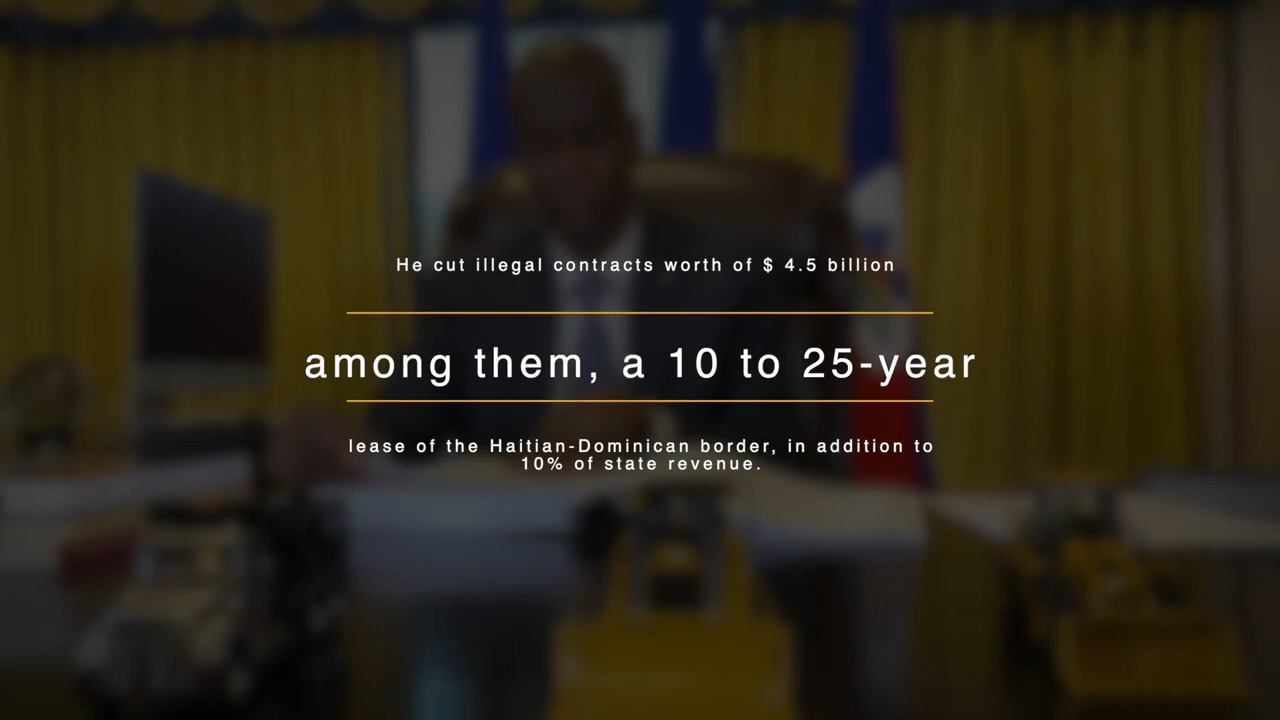 He cut illegal contracts worth of $ 4.5 billion
among them, a 10 to 25-year
lease of the Haitian-Dominican border, in addition to
10% of state revenue.